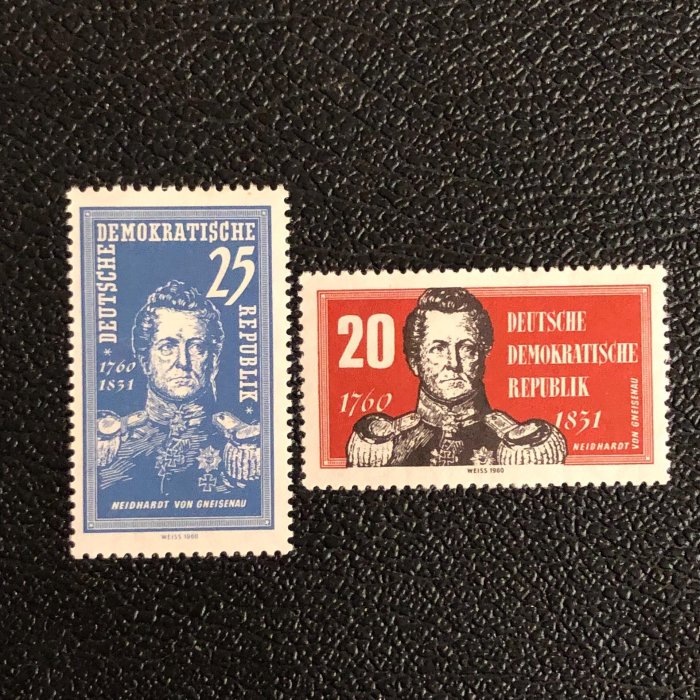 DEUTSCHE
DEMOKRATISCHE
REPUBLIK
25
1760
1831
NEIDHARDT VON GNEISENAU
WEISS 1960
20
DEUTSCHE
DEMOKRATISCHE
REPUBLIK
1760
1831
NEIDHARDT
VON GNEISENAU
WEISS 1960